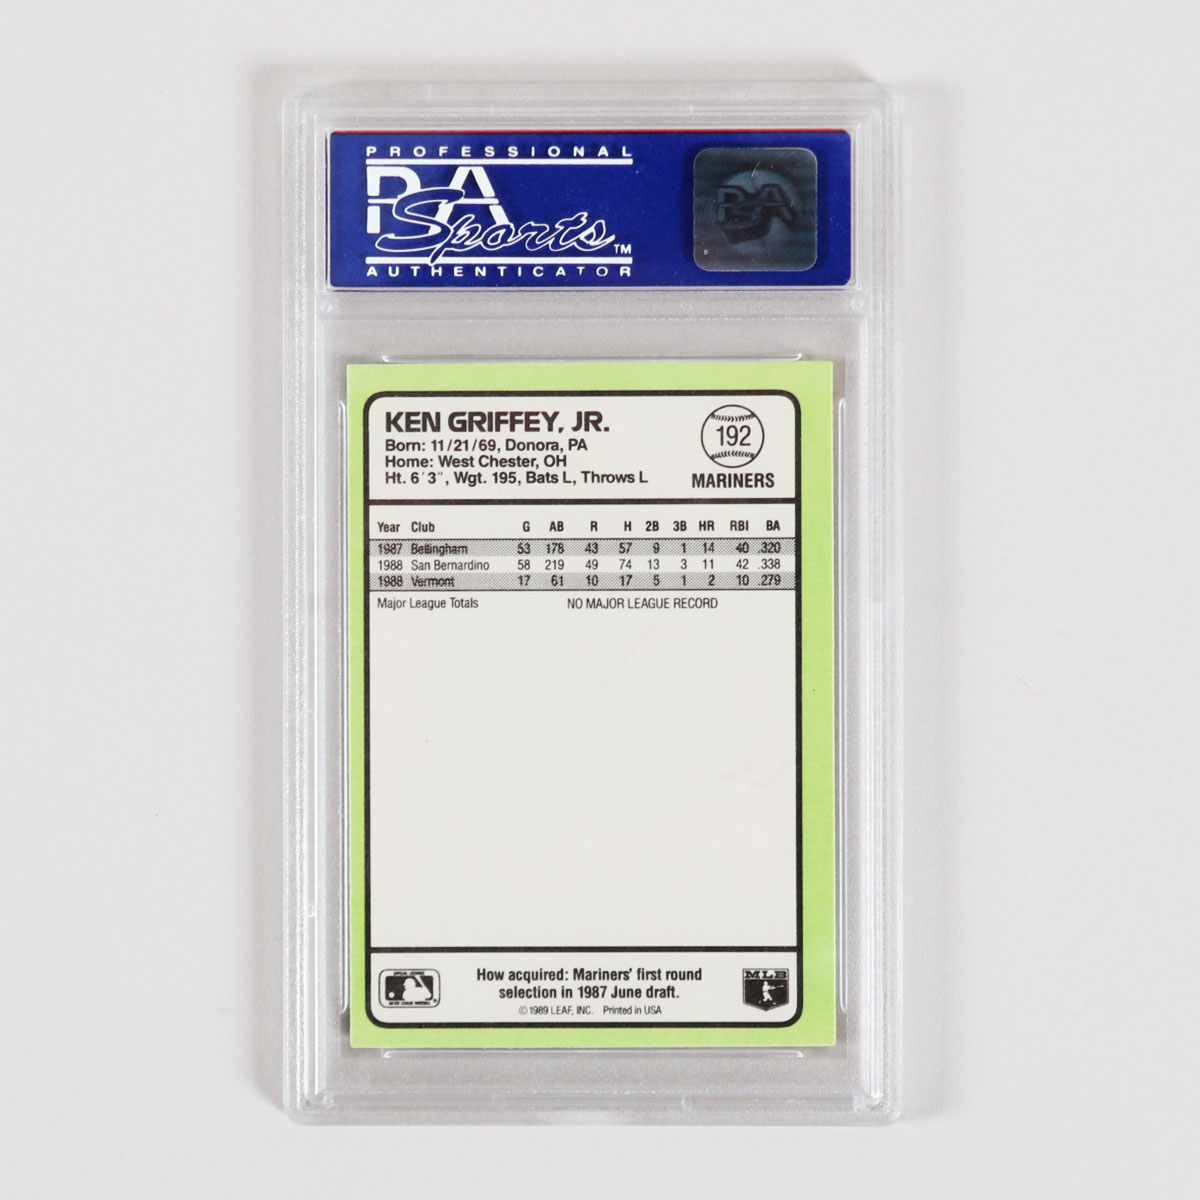 PROFESSIONAL
PSA
Sports™
AUTHENTICATOR
PSA
KEN GRIFFEY, JR.
Born: 11/21/69, Donora, PA
Home: West Chester, OH
Ht. 6'3", Wgt. 195, Bats L, Throws L
192
MARINERS
Year Club G AB R H 2B 3B HR RBI BA
1987 Bellingham 53 178 43 57 9 1 14 40 .320
1988 San Bernardino 58 219 49 74 13 3 11 42 .338
1988 Vermont 17 61 10 17 5 1 2 10 .279
Major League Totals NO MAJOR LEAGUE RECORD
How acquired: Mariners' first round
selection in 1987 June draft.
© 1989 LEAF, INC. Printed in USA
MLB